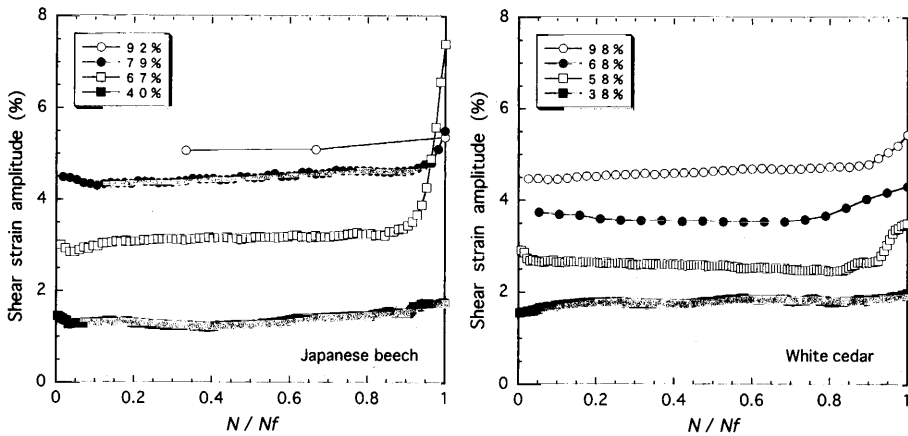 Shear strain amplitude (%)
8
6
4
2
0
92%
79%
67%
40%
Japanese beech
0 0.2 0.4 0.6 0.8 1
N / Nf
Shear strain amplitude (%)
8
6
4
2
0
98%
68%
58%
38%
White cedar
0 0.2 0.4 0.6 0.8 1
N / Nf